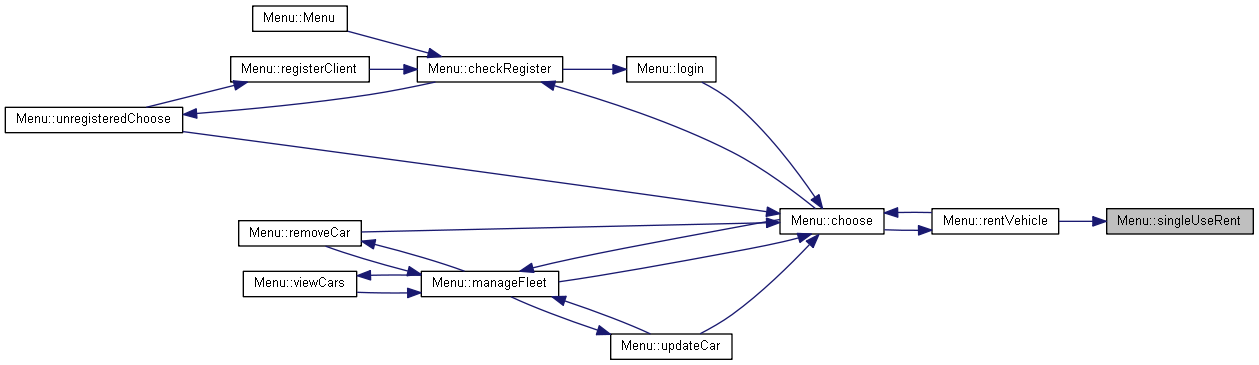 Menu::Menu
Menu::registerClient
Menu::checkRegister
Menu::login
Menu::unregisteredChoose
Menu::choose
Menu::rentVehicle
Menu::singleUseRent
Menu::removeCar
Menu::viewCars
Menu::manageFleet
Menu::updateCar